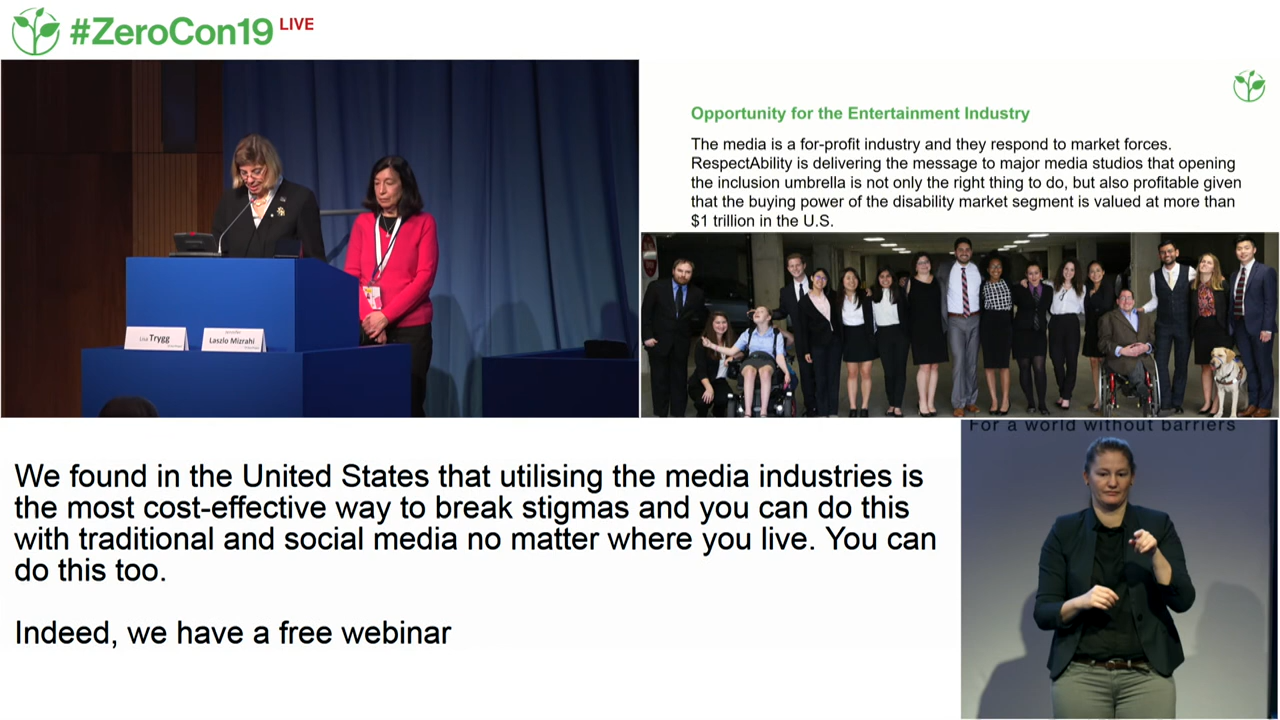 #ZeroCon19 LIVE
Opportunity for the Entertainment Industry
The media is a for-profit industry and they respond to market forces.
RespectAbility is delivering the message to major media studios that opening
the inclusion umbrella is not only the right thing to do, but also profitable given
that the buying power of the disability market segment is valued at more than
$1 trillion in the U.S.
Lisa Trygg
Jennifer
Laszlo Mizrahi
For a world without barriers
We found in the United States that utilising the media industries is
the most cost-effective way to break stigmas and you can do this
with traditional and social media no matter where you live. You can
do this too.
Indeed, we have a free webinar